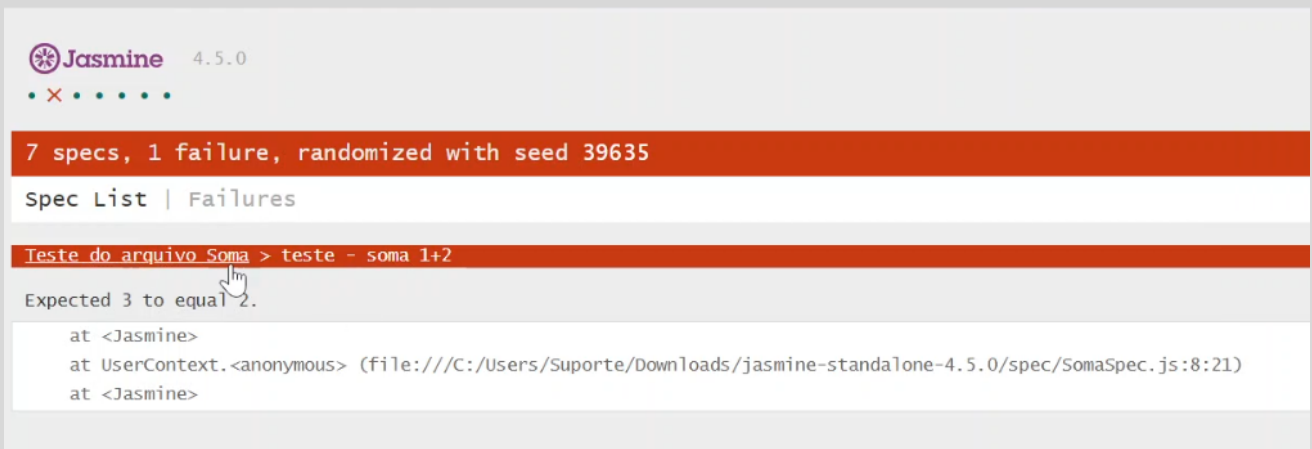 Jasmine 4.5.0
• ✕ • • • • •
7 specs, 1 failure, randomized with seed 39635
Spec List | Failures
Teste do arquivo Soma > teste - soma 1+2
Expected 3 to equal 2.
at <Jasmine>
at UserContext.<anonymous> (file:///C:/Users/Suporte/Downloads/jasmine-standalone-4.5.0/spec/SomaSpec.js:8:21)
at <Jasmine>